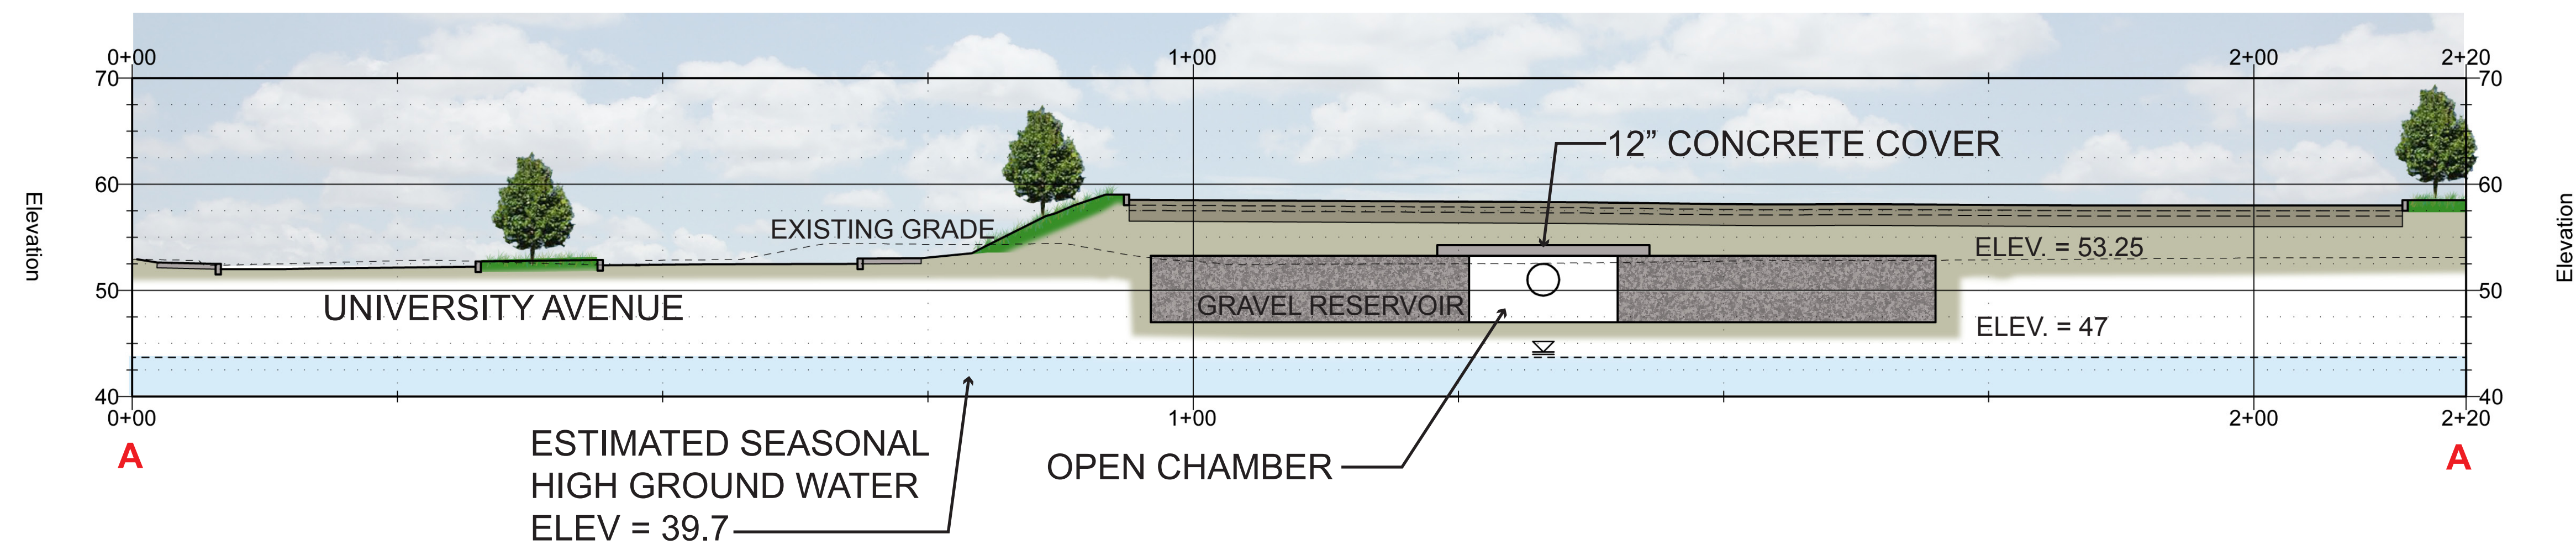 0+00 1+00 2+00 2+20
70 70
12” CONCRETE COVER
60 60
EXISTING GRADE
Elevation Elevation
ELEV. = 53.25
50 50
UNIVERSITY AVENUE
GRAVEL RESERVOIR
ELEV. = 47
40 40
0+00 1+00 2+00 2+20
A A
ESTIMATED SEASONAL
HIGH GROUND WATER
ELEV = 39.7
OPEN CHAMBER